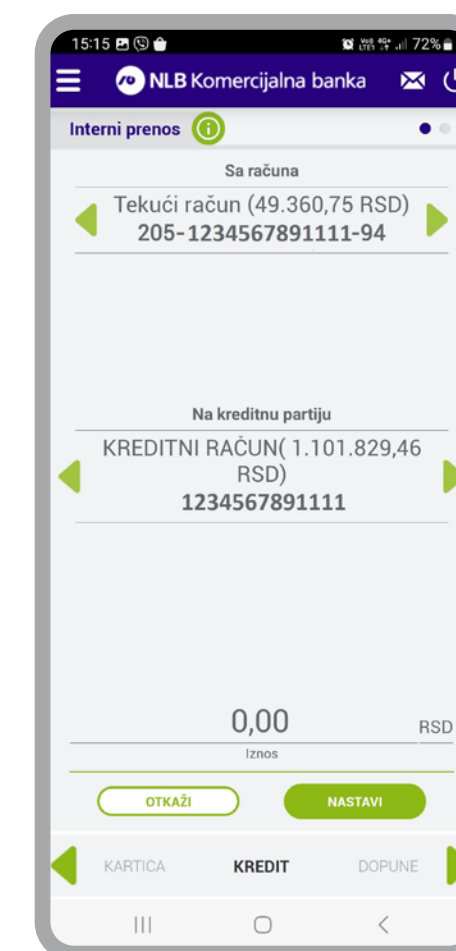 15:15 72%
NLB Komercijalna banka
Interni prenos
Sa računa
Tekući račun (49.360,75 RSD)
205-1234567891111-94
Na kreditnu partiju
KREDITNI RAČUN( 1.101.829,46
RSD)
1234567891111
0,00 RSD
Iznos
OTKAŽI NASTAVI
KARTICA KREDIT DOPUNE